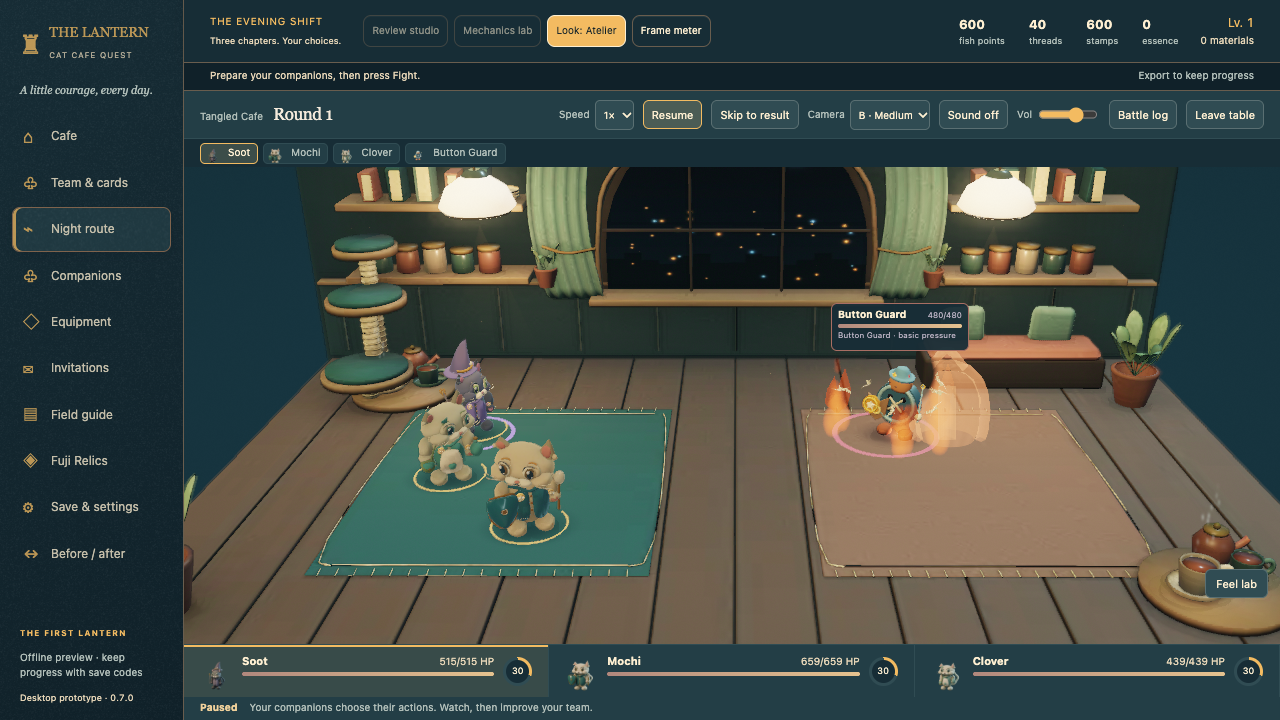 THE LANTERN
CAT CAFE QUEST
A little courage, every day.
Cafe
Team & cards
Night route
Companions
Equipment
Invitations
Field guide
Fuji Relics
Save & settings
Before / after
THE FIRST LANTERN
Offline preview · keep
progress with save codes
Desktop prototype · 0.7.0
THE EVENING SHIFT
Three chapters. Your choices.
Review studio
Mechanics lab
Look: Atelier
Frame meter
600
fish points
40
threads
600
stamps
0
essence
Lv. 1
0 materials
Prepare your companions, then press Fight.
Export to keep progress
Tangled Cafe
Round 1
Speed
1x
Resume
Skip to result
Camera
B · Medium
Sound off
Vol
Battle log
Leave table
Soot
Mochi
Clover
Button Guard
Button Guard
480/480
Button Guard · basic pressure
Feel lab
Soot
515/515 HP
30
Mochi
659/659 HP
30
Clover
439/439 HP
30
Paused
Your companions choose their actions. Watch, then improve your team.